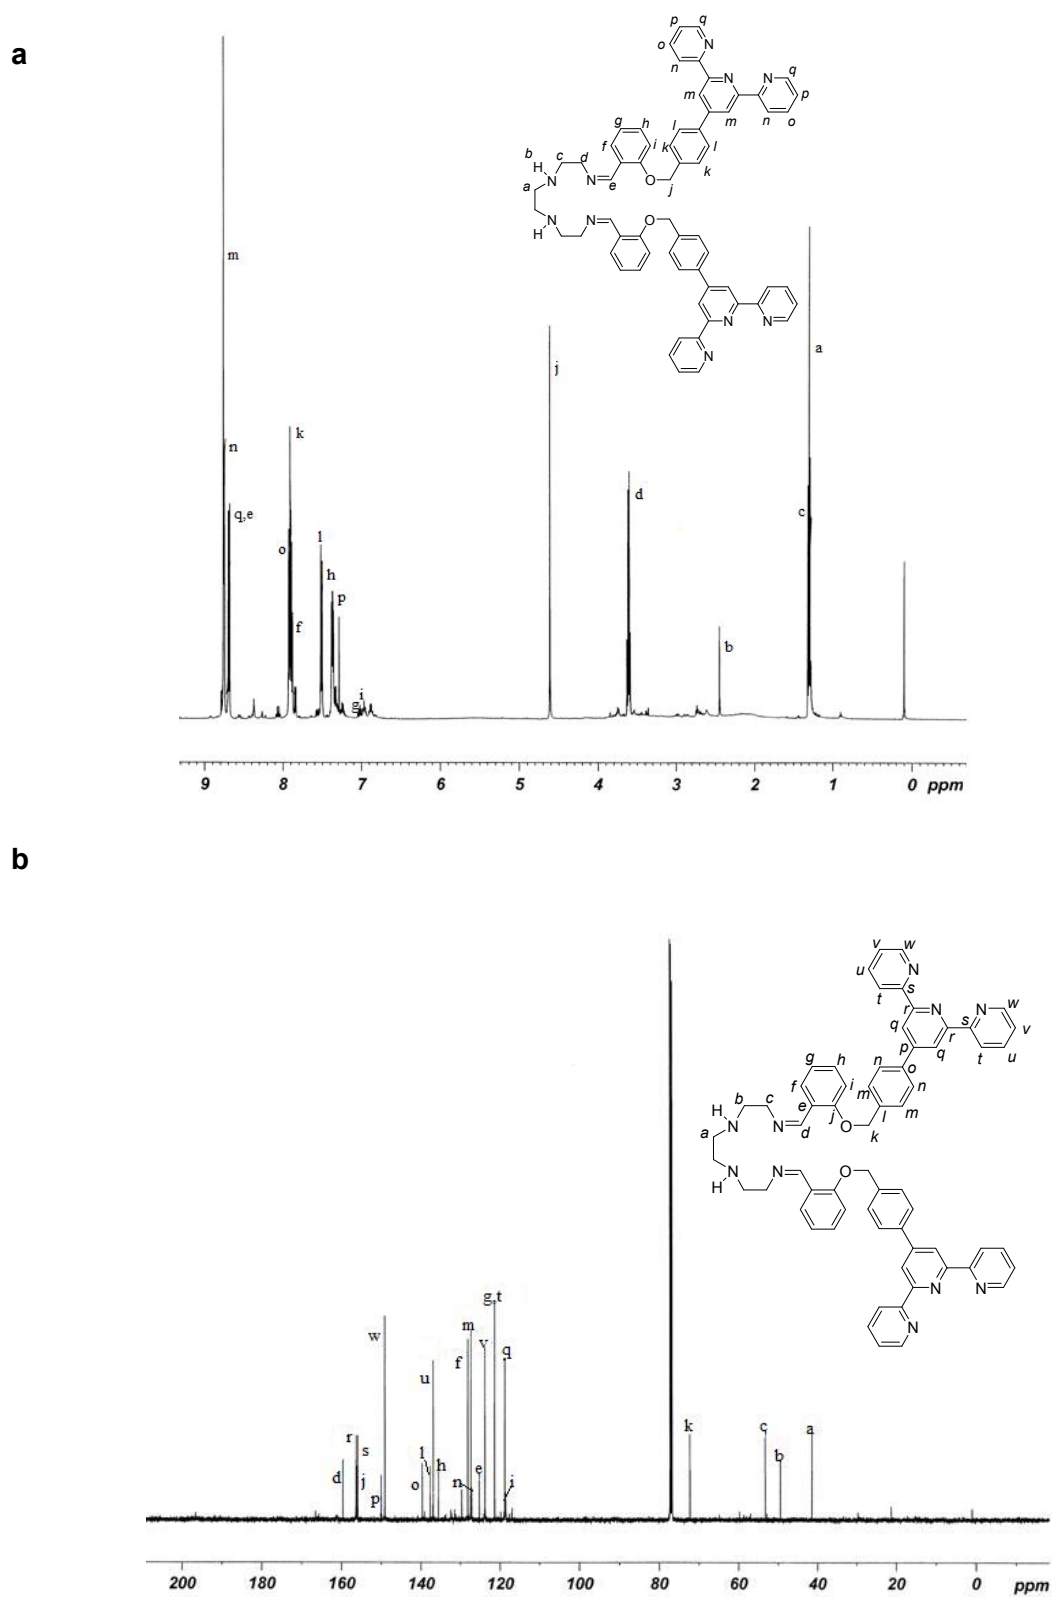 a
p q
o N
n N N q
m p
m n o
g h l
f i k l
b c d
H N N e O j k
a
N H N O
N N
N
m
n
q,e
k
o
f
l
h
p
g i
j
d
b
a
c
9 8 7 6 5 4 3 2 1 0 ppm
b
v w
u N
t s
r N N w
q s v
p r
q t u
n o
g h n
f i m
b c e l m
H N N d j O k
a
N H N O
N N
N
w
u
r
s
d j
p
l
o
h
g,t
m
f
v
q
n
e
i
k
c
b
a
200 180 160 140 120 100 80 60 40 20 0 ppm